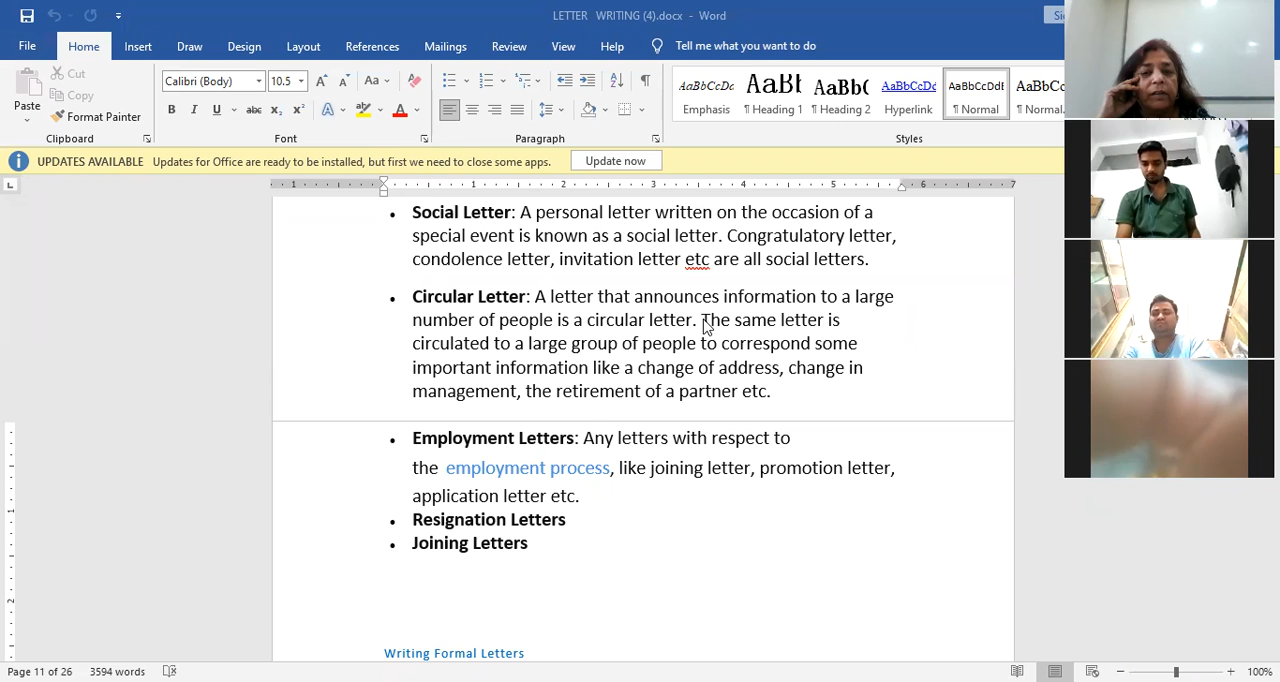 LETTER WRITING (4).docx - Word
File Home Insert Draw Design Layout References Mailings Review View Help Tell me what you want to do
Paste
Cut
Copy
Format Painter
Calibri (Body) 10.5
Clipboard Font Paragraph Styles
AaBbCcDc Emphasis
Heading 1
AaBbC Heading 2
AaBbCcDc Hyperlink
AaBbCcDdE ¶ Normal
¶ Normal
UPDATES AVAILABLE Updates for Office are ready to be installed, but first we need to close some apps. Update now
1 1 2 3 4 5 6 7
• Social Letter: A personal letter written on the occasion of a
special event is known as a social letter. Congratulatory letter,
condolence letter, invitation letter etc are all social letters.
• Circular Letter: A letter that announces information to a large
number of people is a circular letter. The same letter is
circulated to a large group of people to correspond some
important information like a change of address, change in
management, the retirement of a partner etc.
• Employment Letters: Any letters with respect to
the employment process, like joining letter, promotion letter,
application letter etc.
• Resignation Letters
• Joining Letters
Writing Formal Letters
Page 11 of 26 3594 words 100%